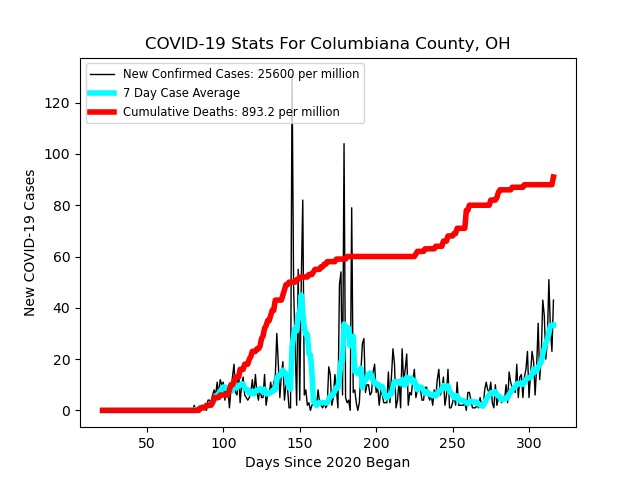 COVID-19 Stats For Columbiana County, OH
New Confirmed Cases: 25600 per million
7 Day Case Average
Cumulative Deaths: 893.2 per million
New COVID-19 Cases
120
100
80
60
40
20
0
50 100 150 200 250 300
Days Since 2020 Began